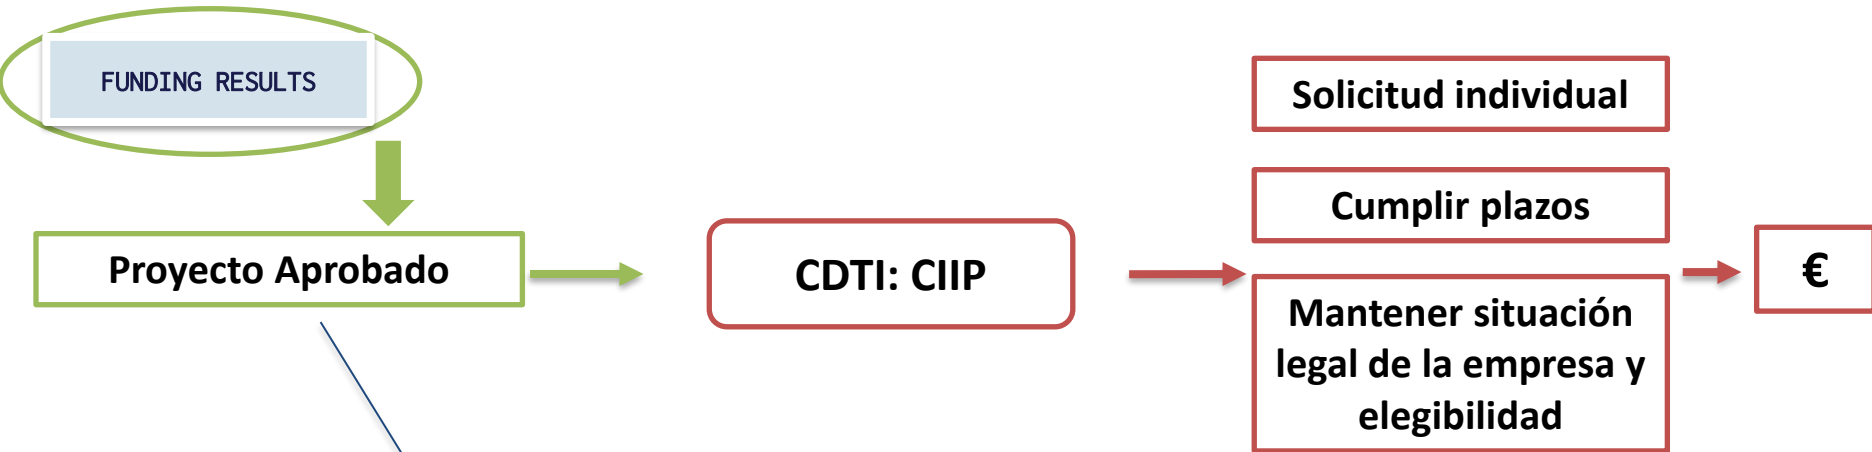 FUNDING RESULTS
Proyecto Aprobado
CDTI: CIIP
Solicitud individual
Cumplir plazos
Mantener situación
legal de la empresa y
elegibilidad
€